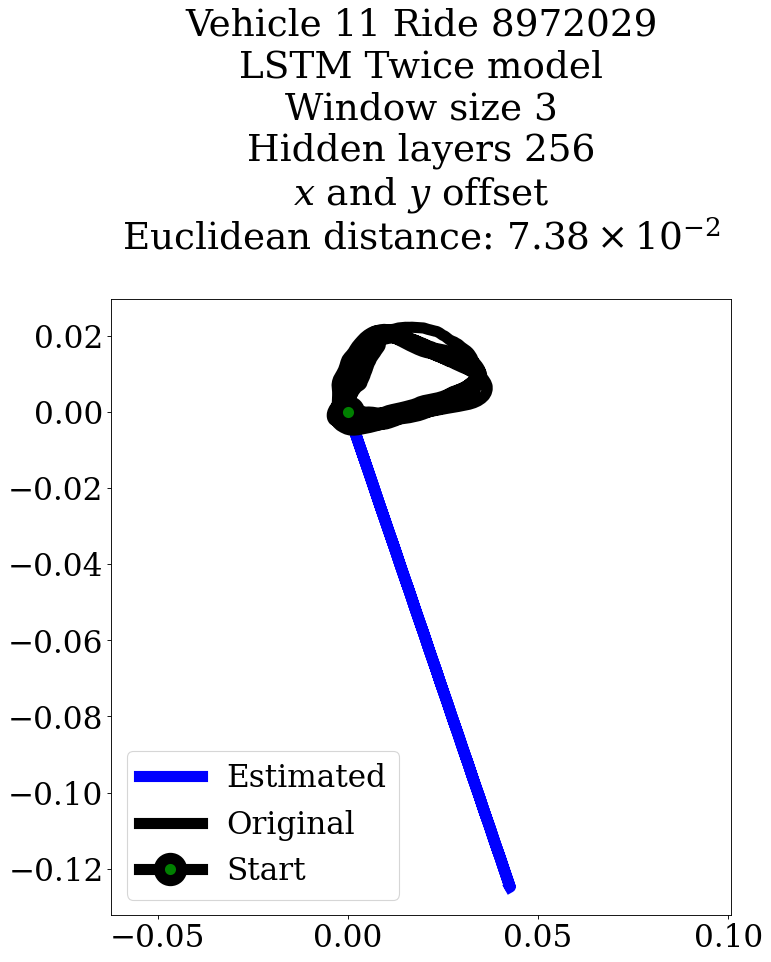 Vehicle 11 Ride 8972029
LSTM Twice model
Window size 3
Hidden layers 256
x and y offset
Euclidean distance: 7.38 × 10⁻²
0.02
0.00
−0.02
−0.04
−0.06
−0.08
−0.10
−0.12
Estimated
Original
Start
−0.05 0.00 0.05 0.10